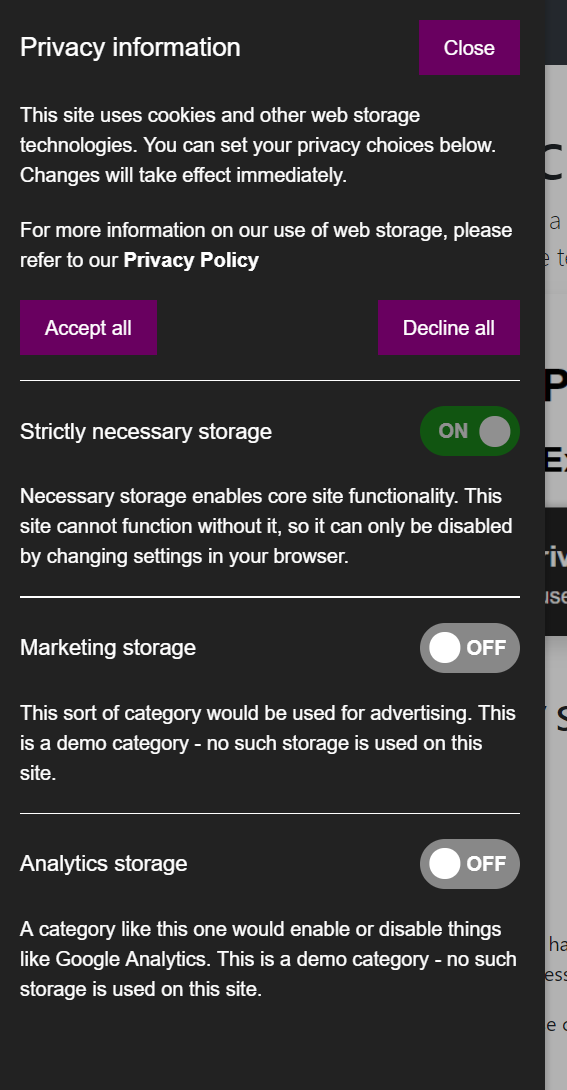 Privacy information
Close
This site uses cookies and other web storage
technologies. You can set your privacy choices below.
Changes will take effect immediately.
For more information on our use of web storage, please
refer to our Privacy Policy
Accept all
Decline all
Strictly necessary storage
ON
Necessary storage enables core site functionality. This
site cannot function without it, so it can only be disabled
by changing settings in your browser.
Marketing storage
OFF
This sort of category would be used for advertising. This
is a demo category - no such storage is used on this
site.
Analytics storage
OFF
A category like this one would enable or disable things
like Google Analytics. This is a demo category - no such
storage is used on this site.